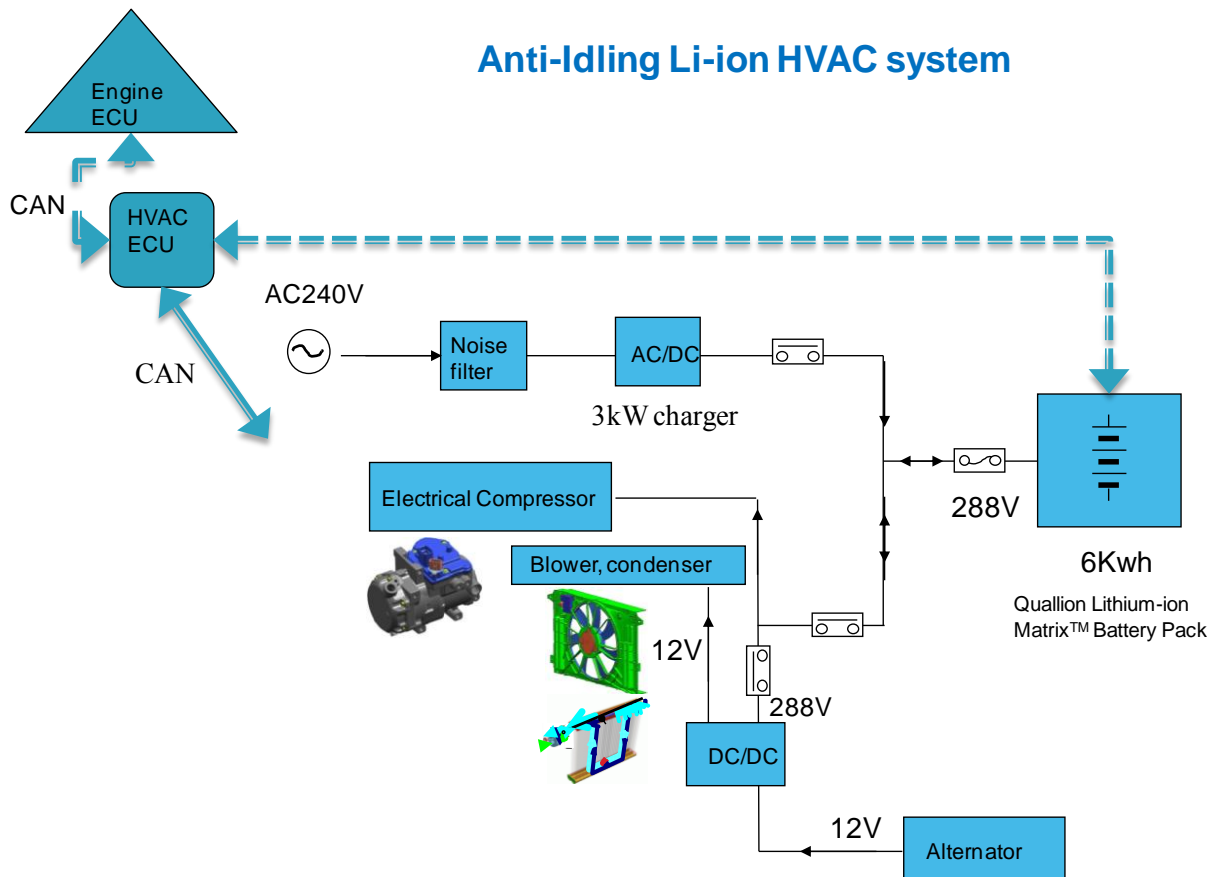 Anti-Idling Li-ion HVAC system
Engine
ECU
CAN
HVAC
ECU
AC240V
CAN
Noise
filter
AC/DC
3kW charger
Electrical Compressor
288V
Blower, condenser
6Kwh
Quallion Lithium-ion
Matrix™ Battery Pack
12V
288V
DC/DC
12V
Alternator